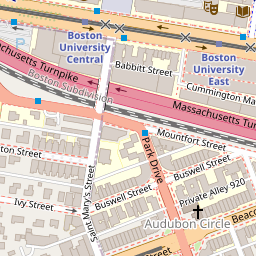 Boston
University
Central
Boston
University
East
Babbitt Street
Cummington Ma
Massachusetts Turnpike
Boston Subdivision
Massachusetts Tu
Mountfort Street
Park Drive
ton Street
Buswell Street
Buswell Street
Private Alley 920
Ivy Street
Saint Mary's Street
Beaco
Audubon Circle